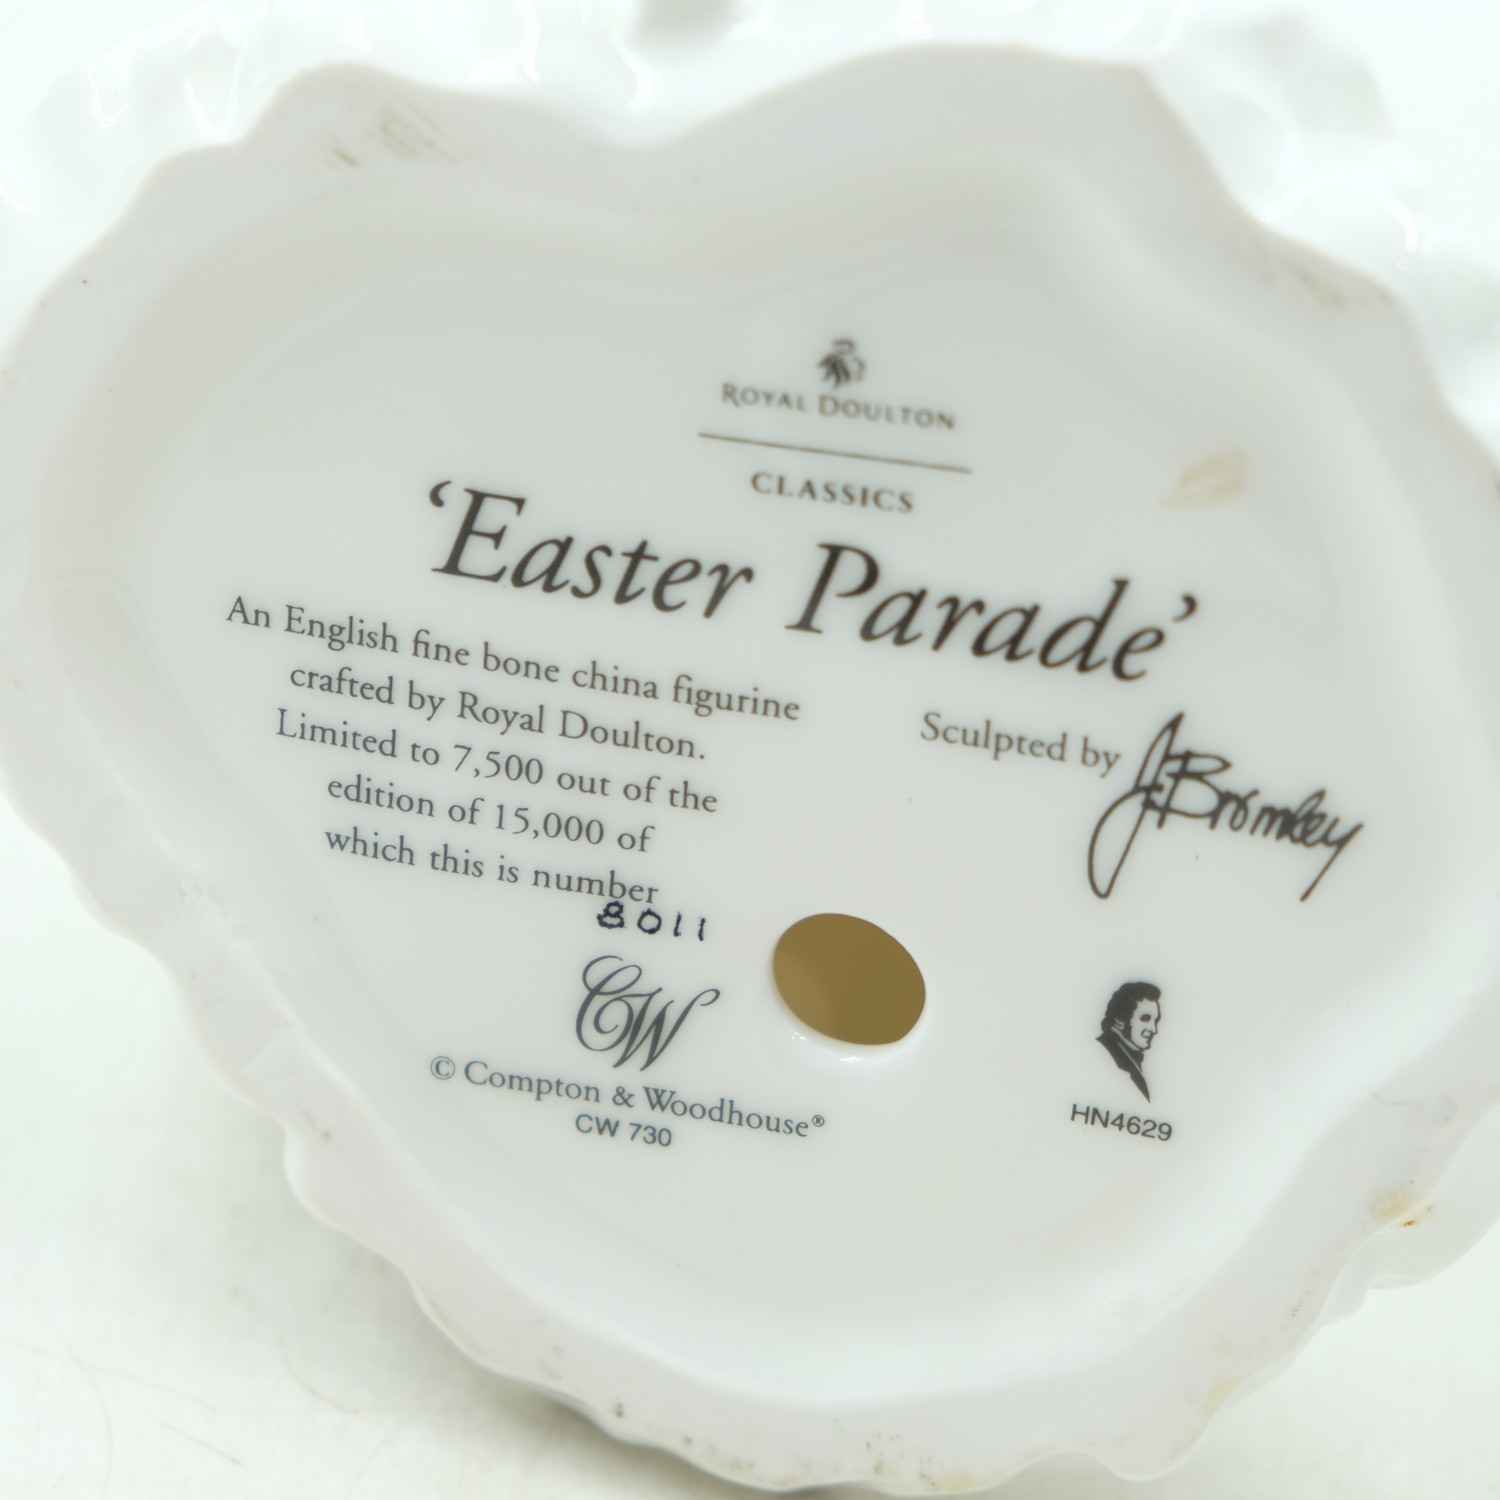 ROYAL DOULTON
CLASSICS
‘Easter Parade’
An English fine bone china figurine
crafted by Royal Doulton.
Limited to 7,500 out of the
edition of 15,000 of
which this is number
8011
Sculpted by J. Bromley
CW
© Compton & Woodhouse®
CW 730
HN4629